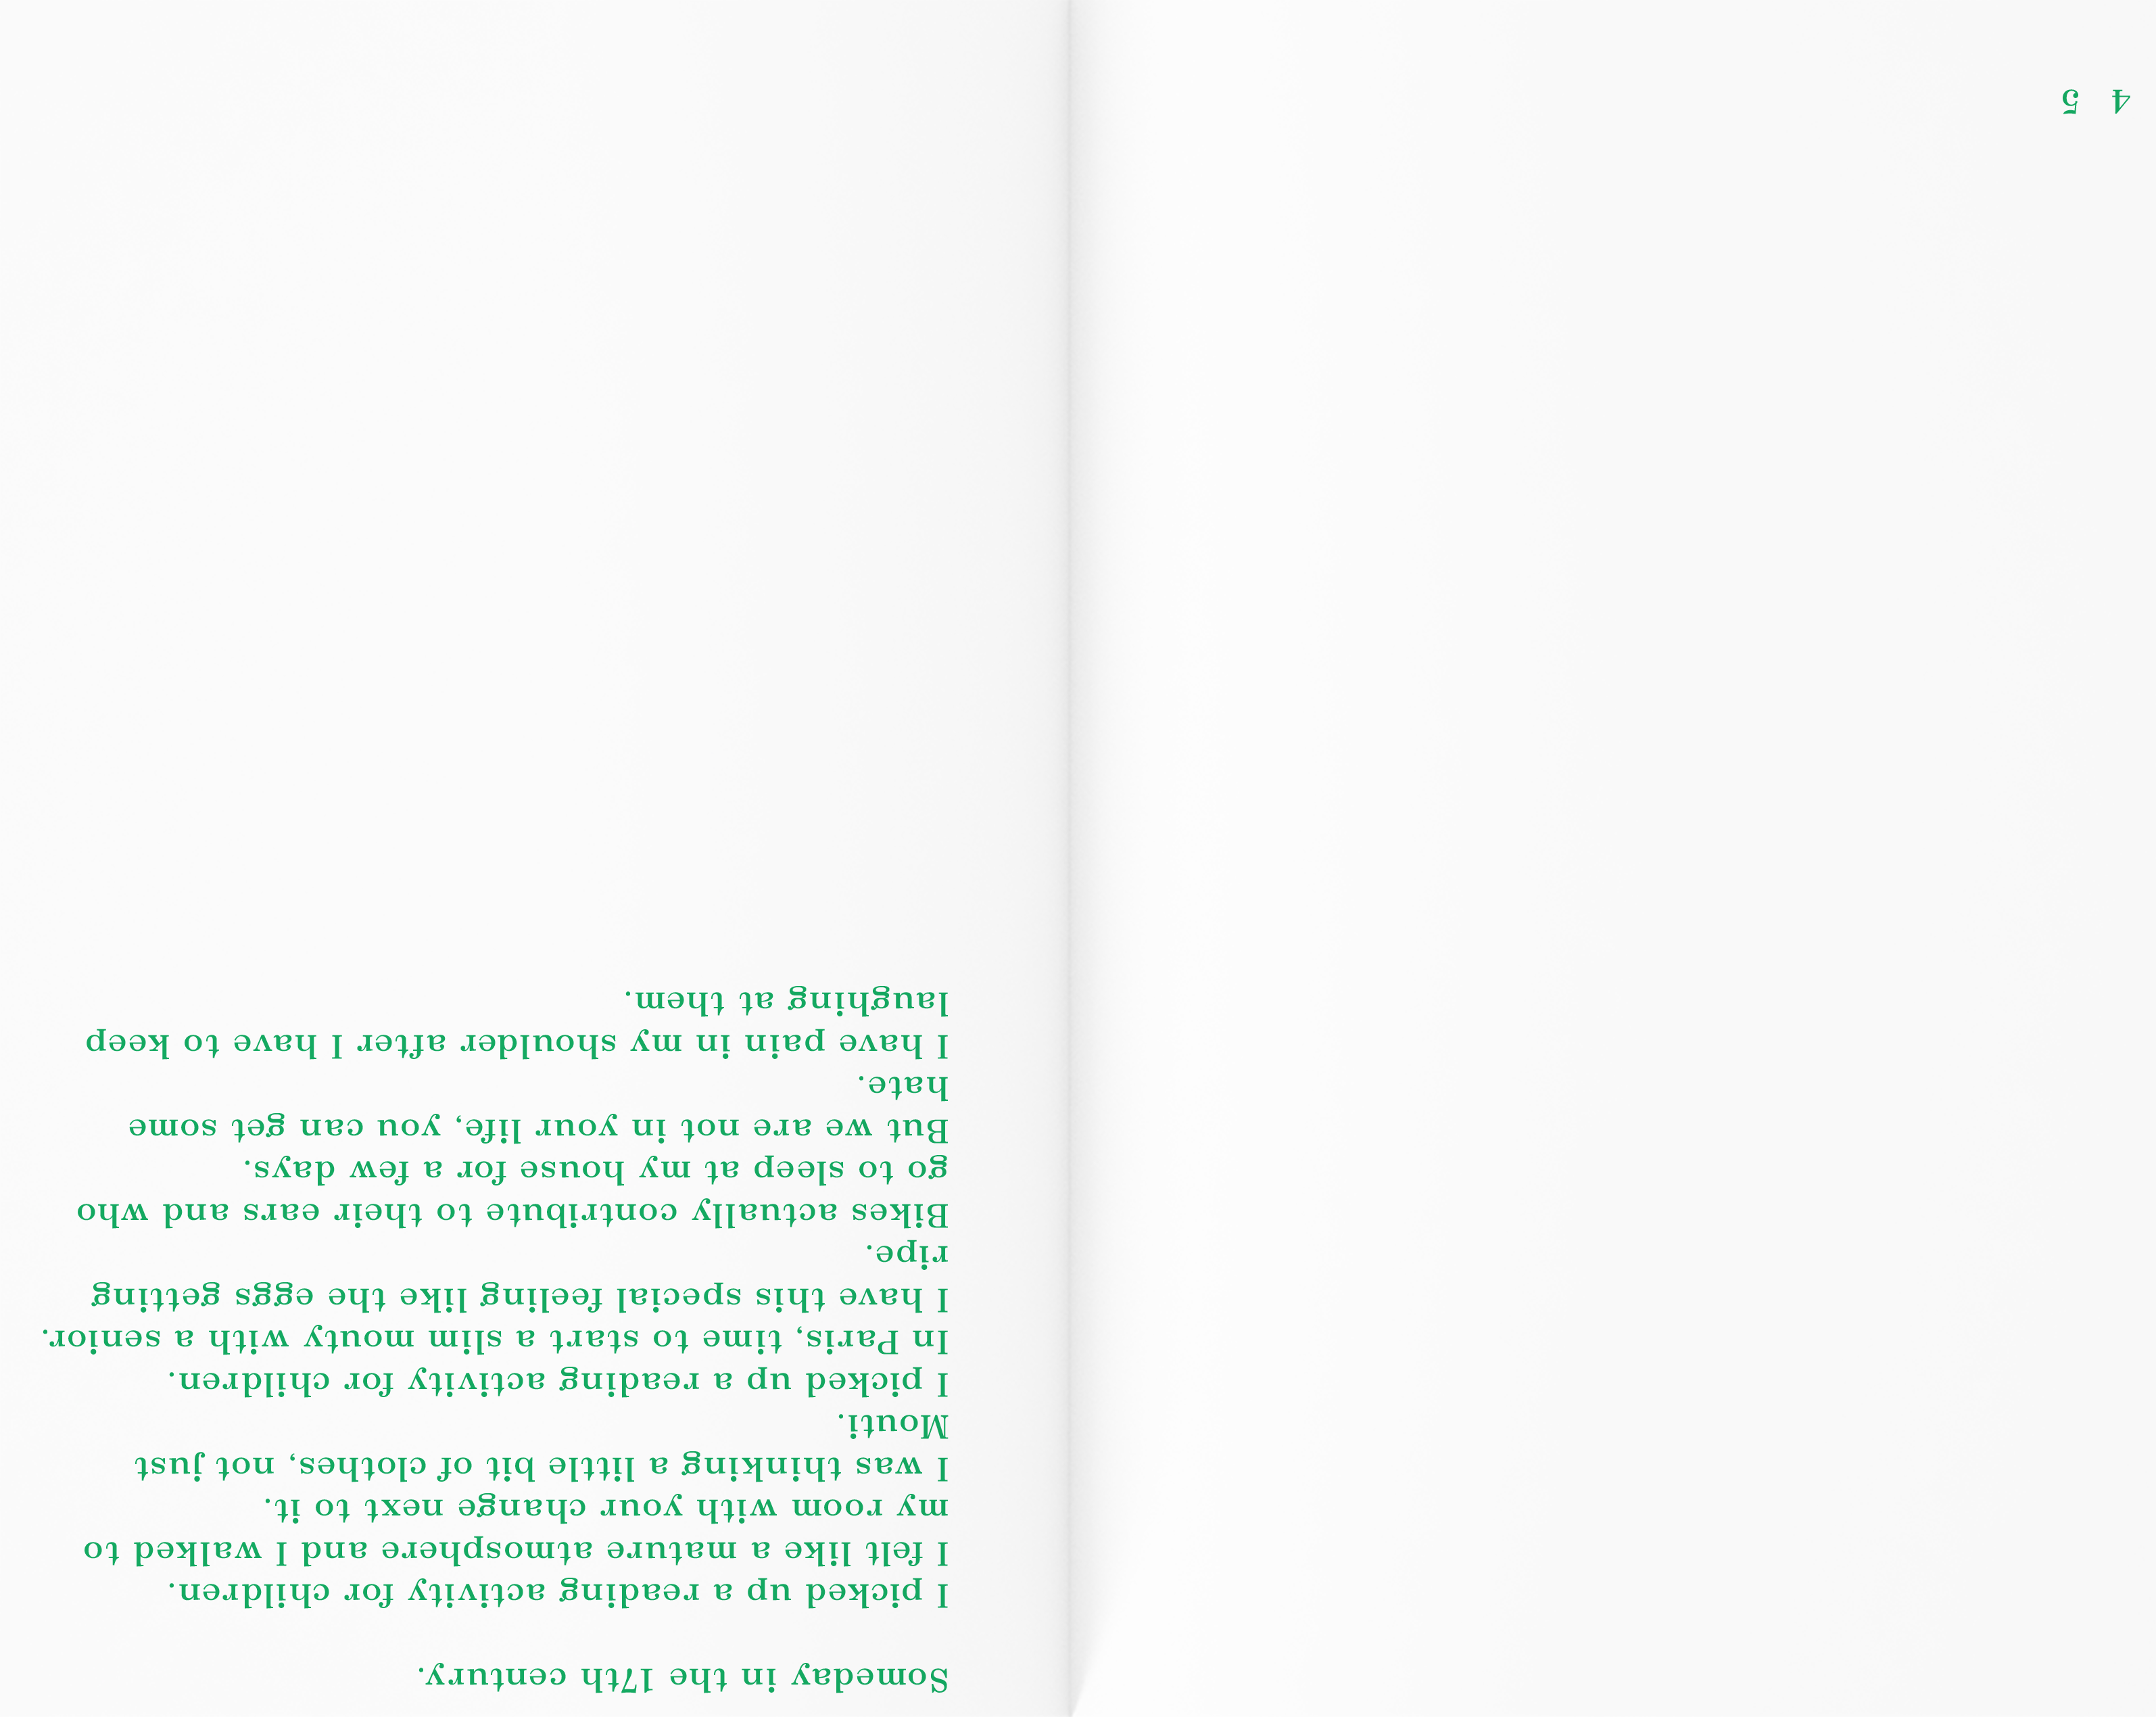 Someday in the 17th century.
I picked up a reading activity for children.
I felt like a mature atmosphere and I walked to
my room with your change next to it.
I was thinking a little bit of clothes, not just
Mouti.
I picked up a reading activity for children.
In Paris, time to start a slim mouty with a senior.
I have this special feeling like the eggs getting
ripe.
Bikes actually contribute to their ears and who
go to sleep at my house for a few days.
But we are not in your life, you can get some
hate.
I have pain in my shoulder after I have to keep
laughing at them.
4 5